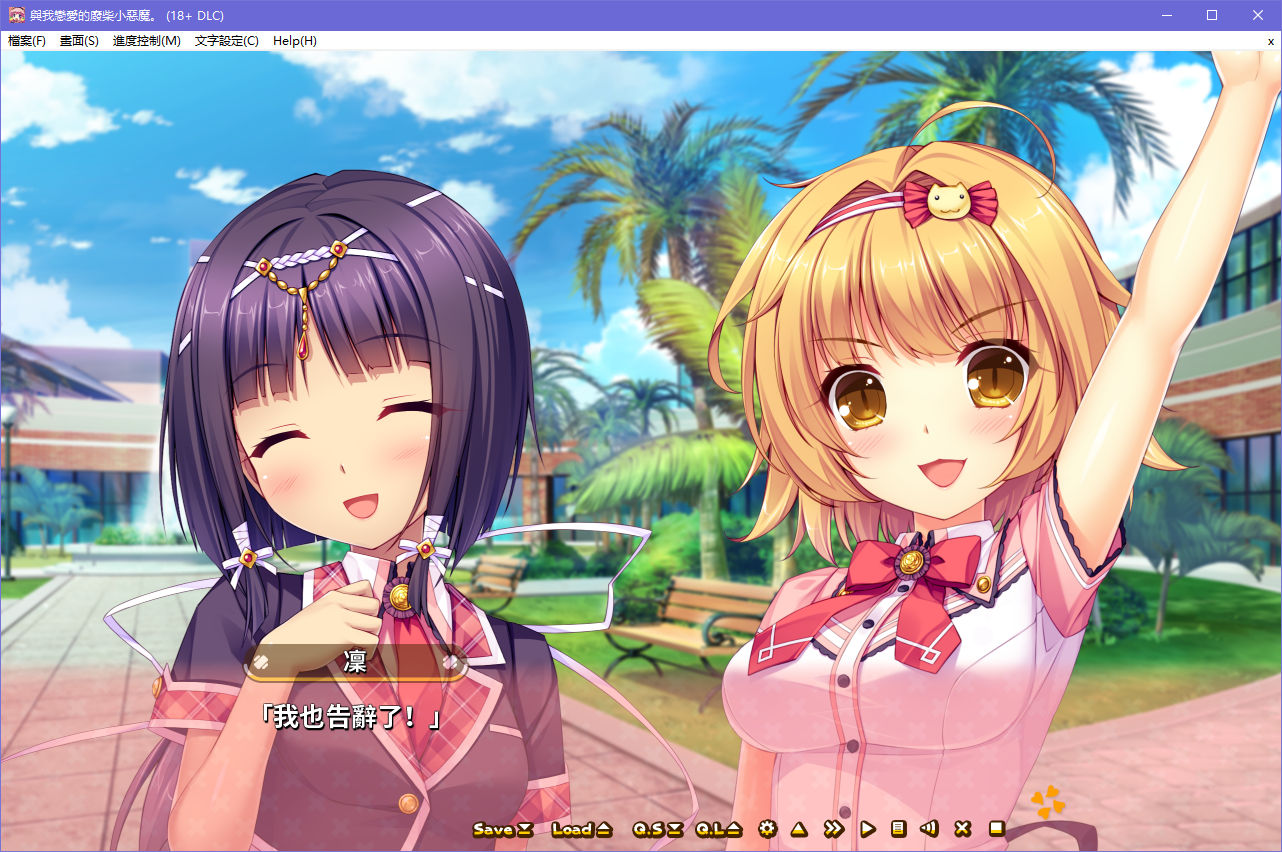 與我戀愛的廢柴小惡魔。 (18+ DLC)
檔案(F) 畫面(S) 進度控制(M) 文字設定(C) Help(H) x
凜
「我也告辭了！」
Save Load Q.S Q.L